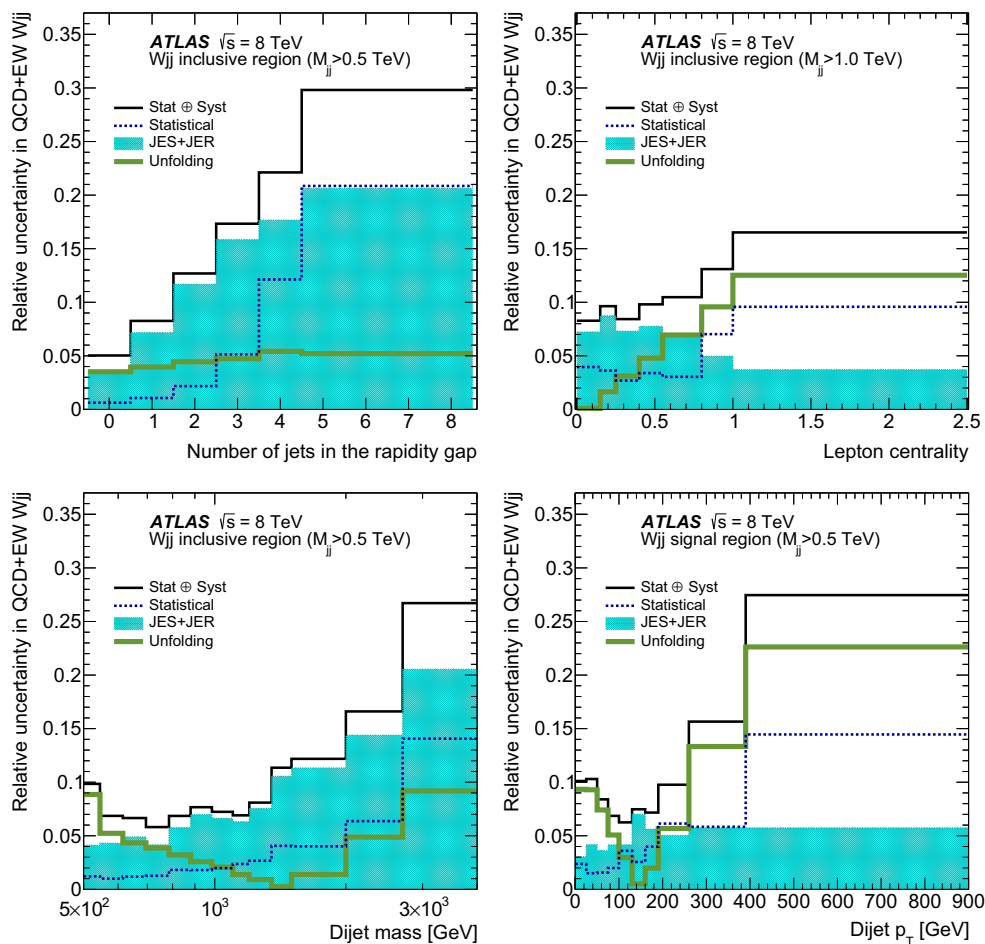 Relative uncertainty in QCD+EW Wjj
ATLAS √s = 8 TeV
Wjj inclusive region (M_jj>0.5 TeV)
Stat ⊕ Syst
Statistical
JES+JER
Unfolding
0.35
0.3
0.25
0.2
0.15
0.1
0.05
0
0 1 2 3 4 5 6 7 8
Number of jets in the rapidity gap
Relative uncertainty in QCD+EW Wjj
ATLAS √s = 8 TeV
Wjj inclusive region (M_jj>1.0 TeV)
Stat ⊕ Syst
Statistical
JES+JER
Unfolding
0.35
0.3
0.25
0.2
0.15
0.1
0.05
0
0 0.5 1 1.5 2 2.5
Lepton centrality
Relative uncertainty in QCD+EW Wjj
ATLAS √s = 8 TeV
Wjj inclusive region (M_jj>0.5 TeV)
Stat ⊕ Syst
Statistical
JES+JER
Unfolding
0.35
0.3
0.25
0.2
0.15
0.1
0.05
0
5×10² 10³ 3×10³
Dijet mass [GeV]
Relative uncertainty in QCD+EW Wjj
ATLAS √s = 8 TeV
Wjj signal region (M_jj>0.5 TeV)
Stat ⊕ Syst
Statistical
JES+JER
Unfolding
0.35
0.3
0.25
0.2
0.15
0.1
0.05
0
0 100 200 300 400 500 600 700 800 900
Dijet p_T [GeV]